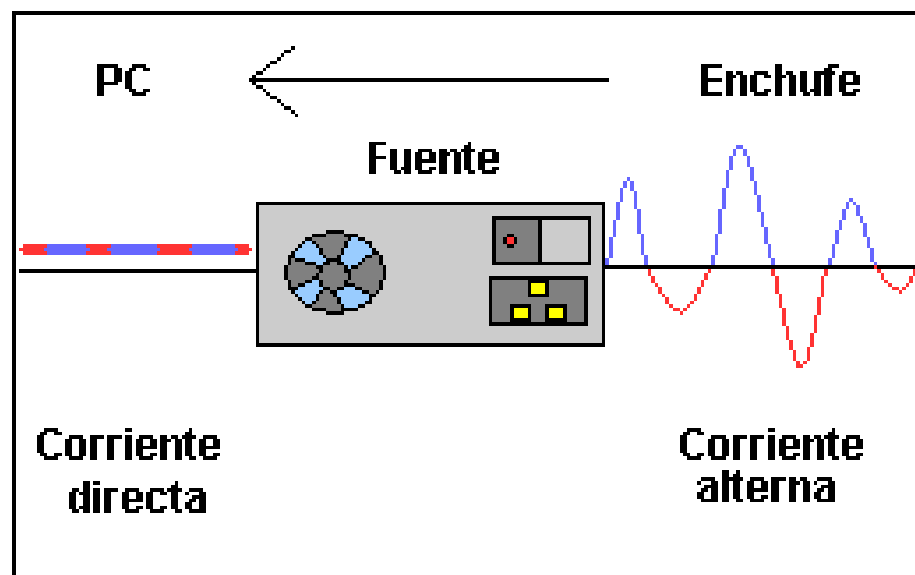 PC
Enchufe
Fuente
Corriente
directa
Corriente
alterna